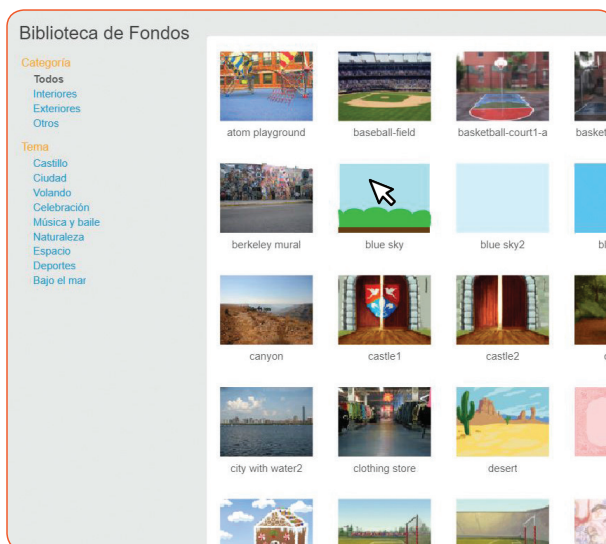 Biblioteca de Fondos
Categoría
Todos
Interiores
Exteriores
Otros
Tema
Castillo
Ciudad
Volando
Celebración
Música y baile
Naturaleza
Espacio
Deportes
Bajo el mar
atom playground
baseball-field
basketball-court1-a
basket
berkeley mural
blue sky
blue sky2
canyon
castle1
castle2
city with water2
clothing store
desert